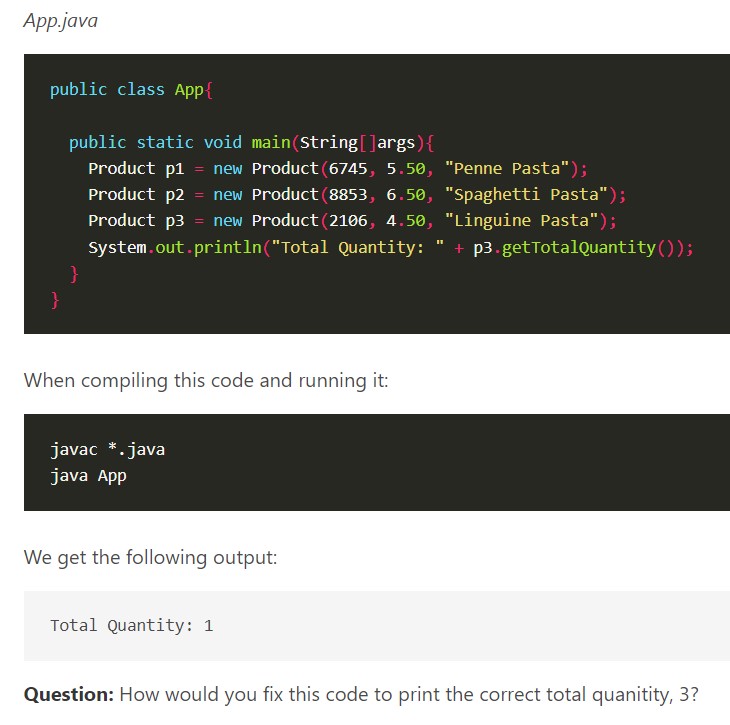 App.java
public class App{
public static void main(String[]args){
Product p1 = new Product(6745, 5.50, "Penne Pasta");
Product p2 = new Product(8853, 6.50, "Spaghetti Pasta");
Product p3 = new Product(2106, 4.50, "Linguine Pasta");
System.out.println("Total Quantity: " + p3.getTotalQuantity());
}
}
When compiling this code and running it:
javac *.java
java App
We get the following output:
Total Quantity: 1
Question: How would you fix this code to print the correct total quanitity, 3?